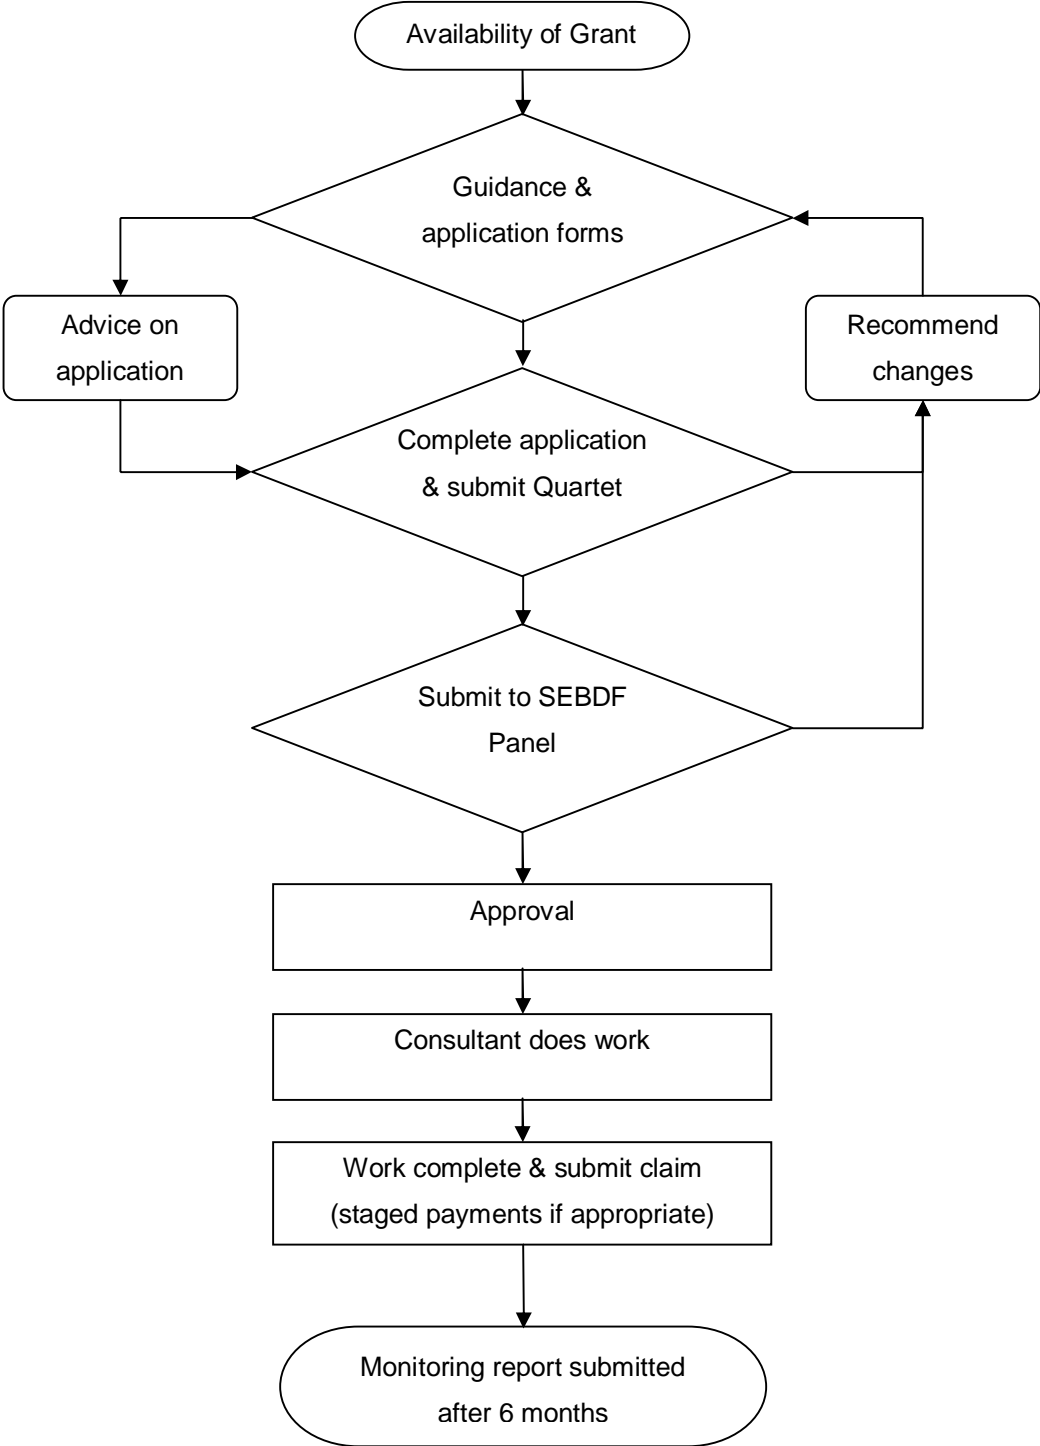 Availability of Grant
Guidance &
application forms
Advice on
application
Recommend
changes
Complete application
& submit Quartet
Submit to SEBDF
Panel
Approval
Consultant does work
Work complete & submit claim
(staged payments if appropriate)
Monitoring report submitted
after 6 months